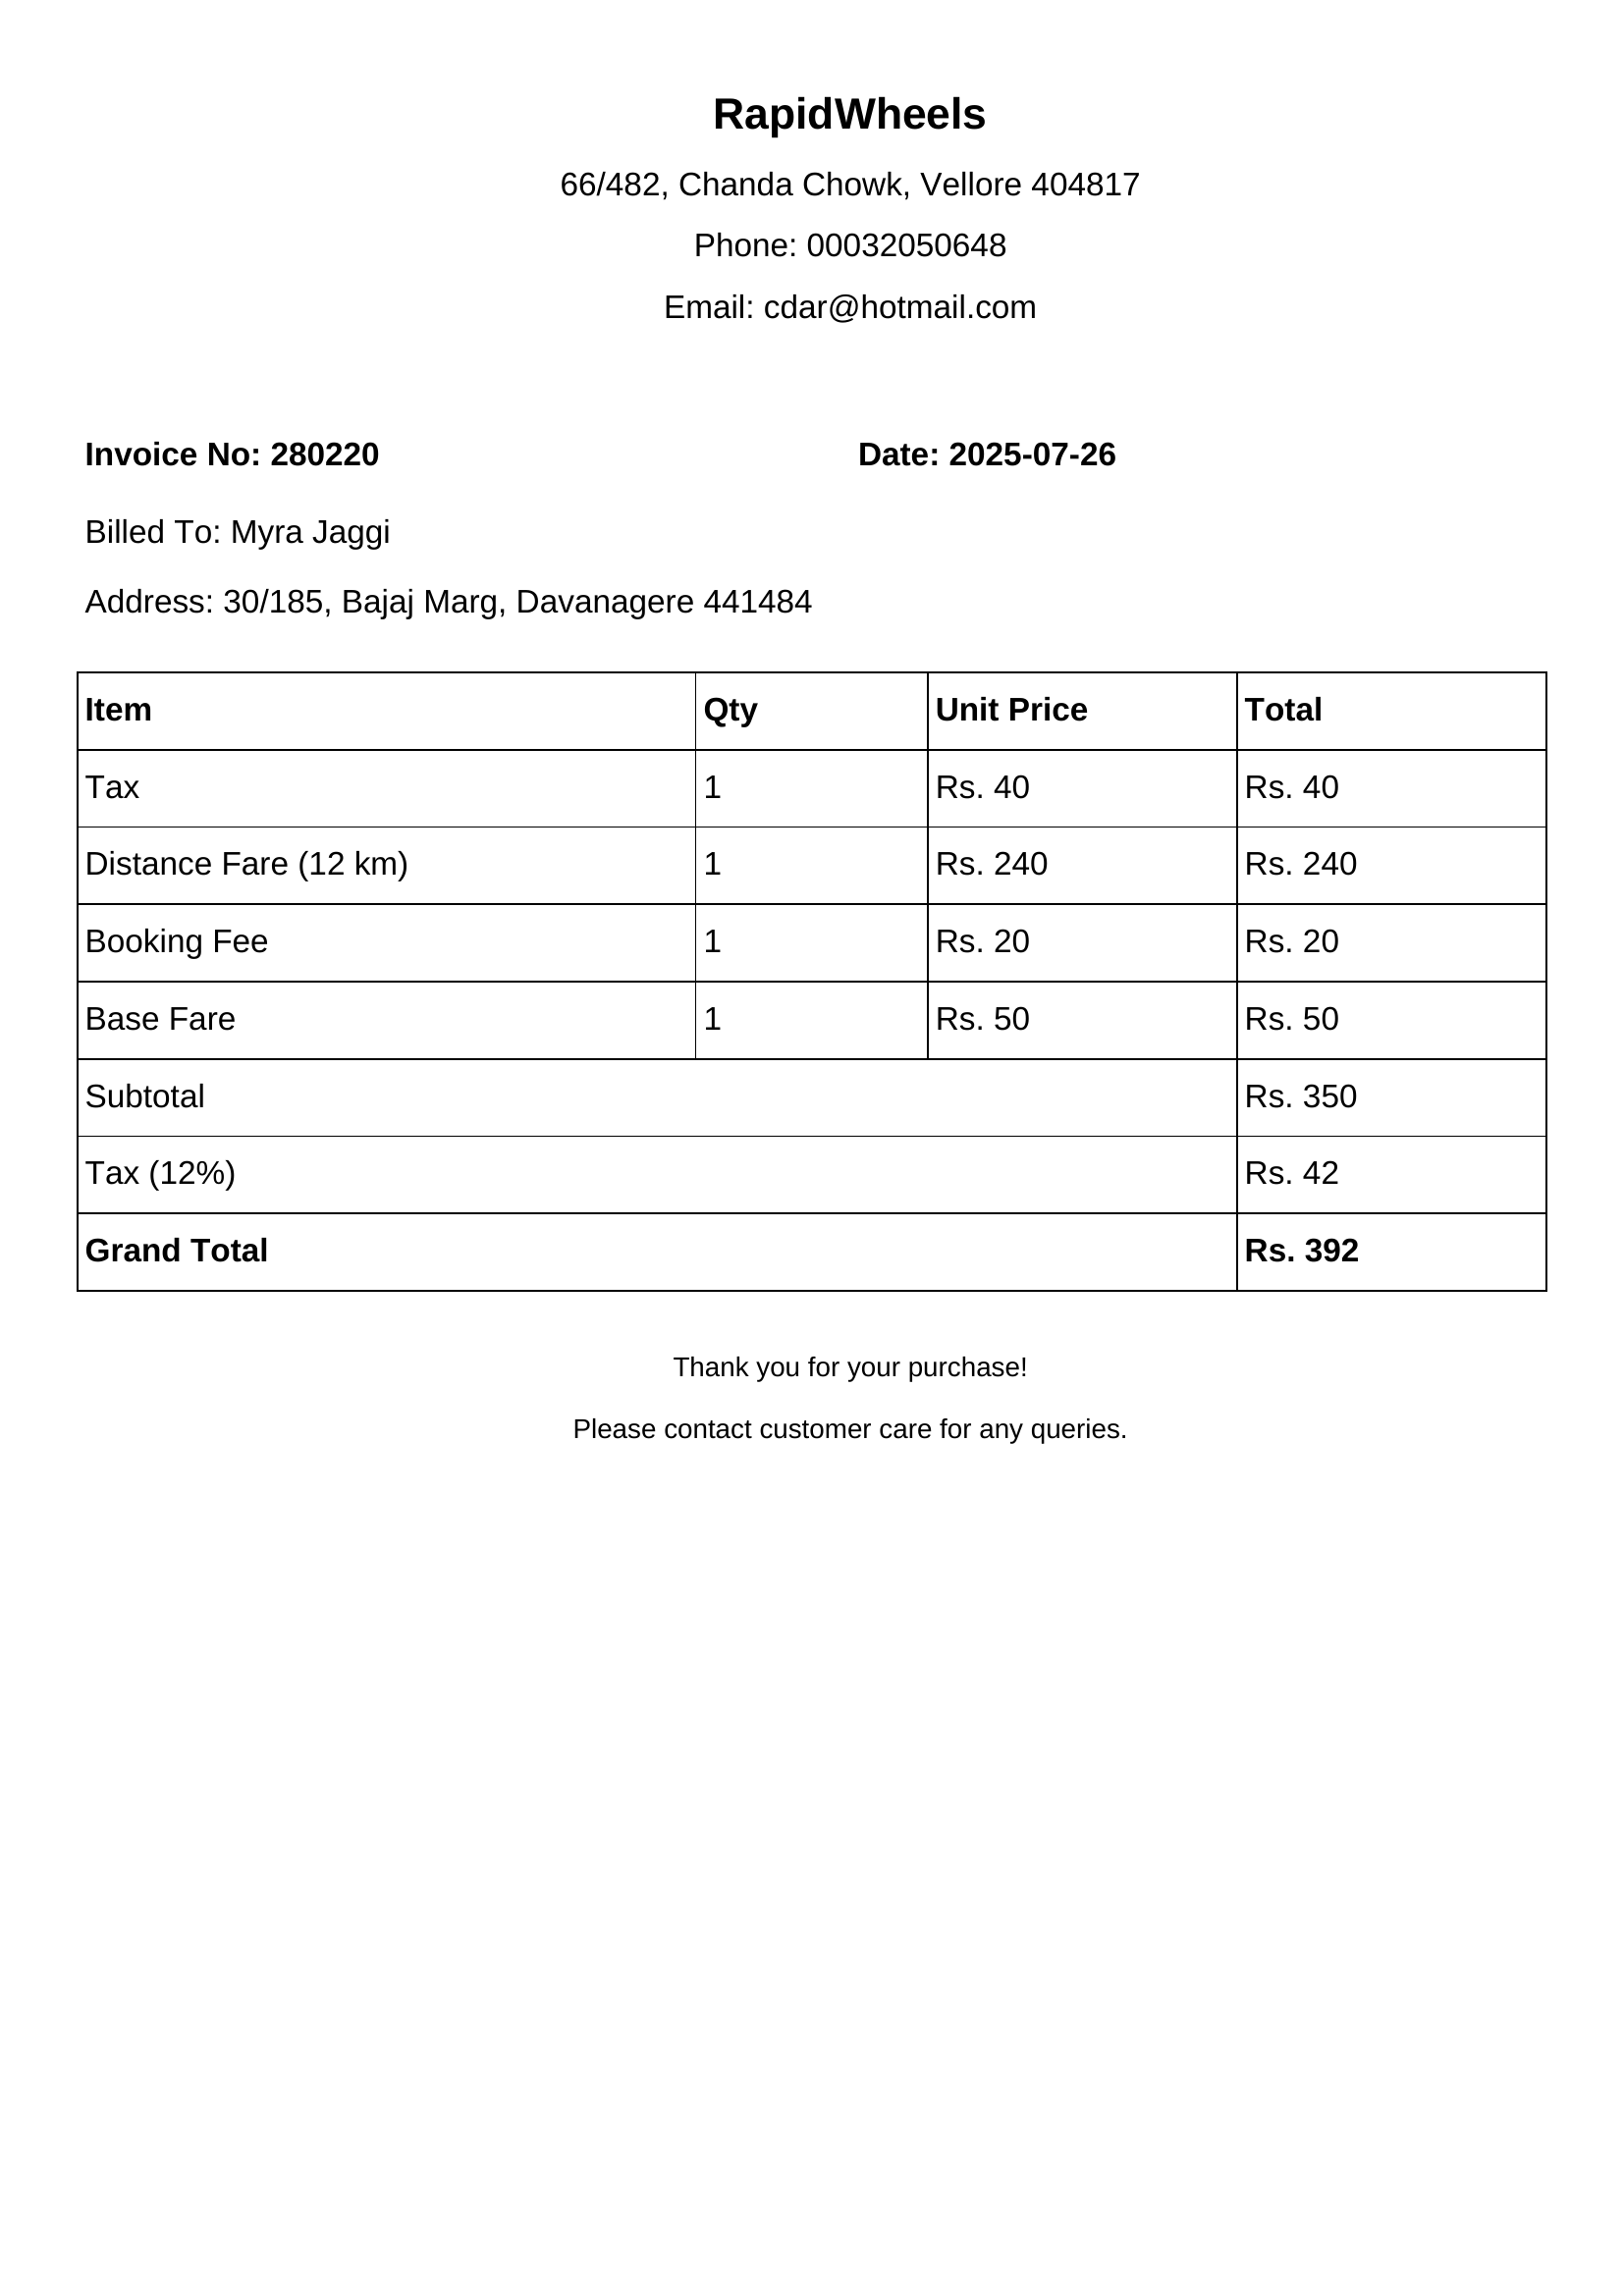 RapidWheels
66/482, Chanda Chowk, Vellore 404817
Phone: 00032050648
Email: cdar@hotmail.com
Invoice No: 280220 Date: 2025-07-26
Billed To: Myra Jaggi
Address: 30/185, Bajaj Marg, Davanagere 441484
Item Qty Unit Price Total
Tax 1 Rs. 40 Rs. 40
Distance Fare (12 km) 1 Rs. 240 Rs. 240
Booking Fee 1 Rs. 20 Rs. 20
Base Fare 1 Rs. 50 Rs. 50
Subtotal Rs. 350
Tax (12%) Rs. 42
Grand Total Rs. 392
Thank you for your purchase!
Please contact customer care for any queries.